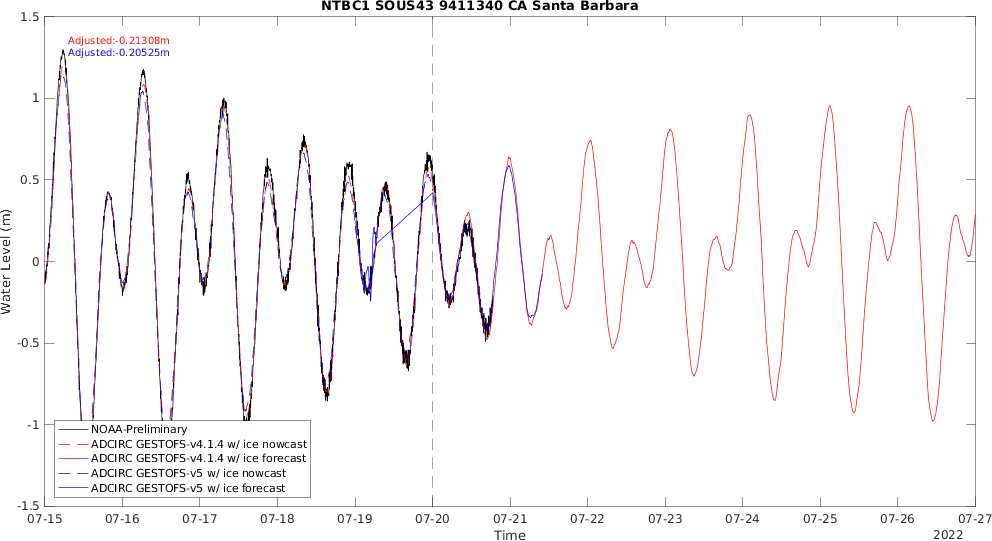 NTBC1 SOUS43 9411340 CA Santa Barbara
1.5
Adjusted:-0.21308m
Adjusted:-0.20525m
1
0.5
0
-0.5
-1
-1.5
Water Level (m)
NOAA-Preliminary
ADCIRC GESTOFS-v4.1.4 w/ ice nowcast
ADCIRC GESTOFS-v4.1.4 w/ ice forecast
ADCIRC GESTOFS-v5 w/ ice nowcast
ADCIRC GESTOFS-v5 w/ ice forecast
07-15 07-16 07-17 07-18 07-19 07-20 07-21 07-22 07-23 07-24 07-25 07-26 07-27
Time
2022